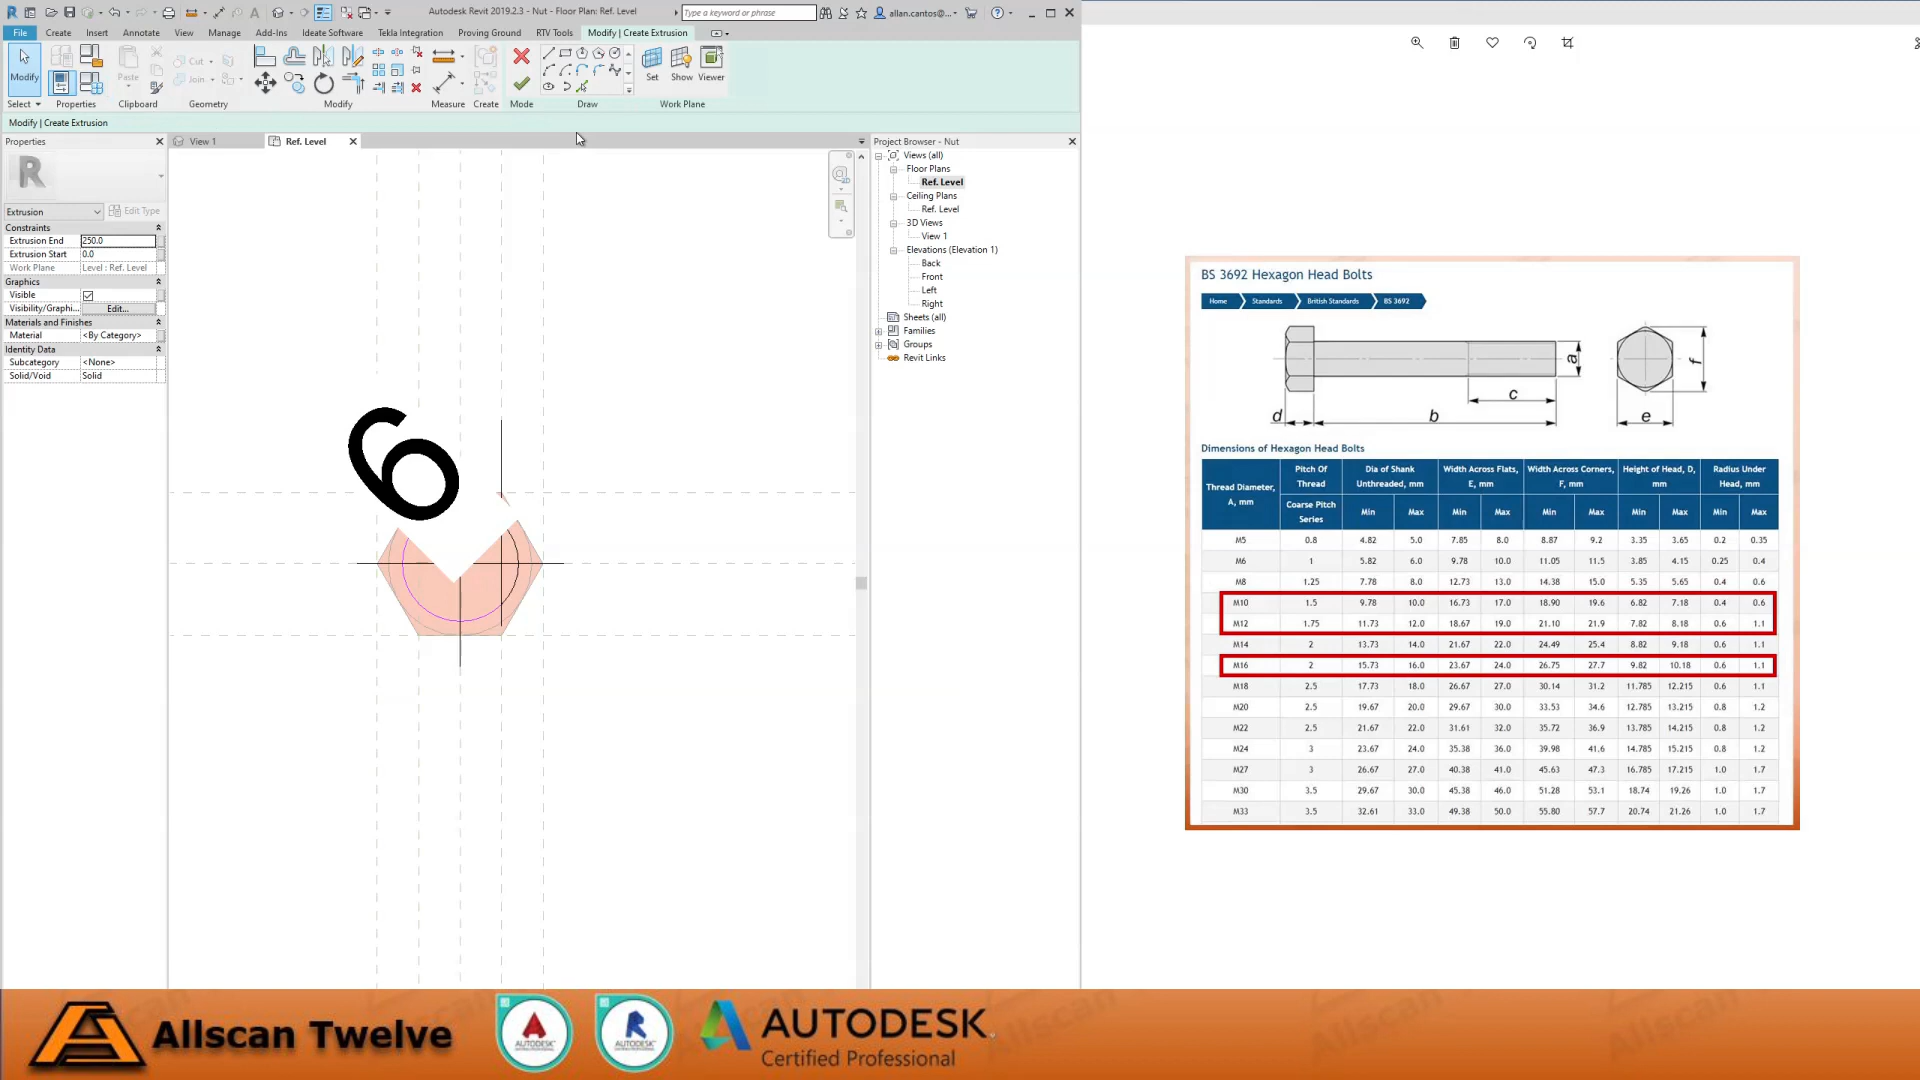 Autodesk Revit 2019.2.3 - Nut - Floor Plan: Ref. Level
Type a keyword or phrase
allan.cantos@...
File Create Insert Annotate View Manage Add-Ins Ideate Software Tekla Integration Proving Ground RTV Tools Modify | Create Extrusion
Modify
Paste
Cut
Join
Set Show Viewer
Select Properties Clipboard Geometry Modify Measure Create Mode Draw Work Plane
Modify | Create Extrusion
Properties
View 1
Ref. Level
Project Browser - Nut
R
Extrusion
Edit Type
Constraints
Extrusion End 250.0
Extrusion Start 0.0
Work Plane Level : Ref. Level
Graphics
Visible
Visibility/Graphi... Edit...
Materials and Finishes
Material <By Category>
Identity Data
Subcategory <None>
Solid/Void Solid
6
Views (all)
Floor Plans
Ref. Level
Ceiling Plans
Ref. Level
3D Views
View 1
Elevations (Elevation 1)
Back
Front
Left
Right
Sheets (all)
Families
Groups
Revit Links
BS 3692 Hexagon Head Bolts
Home Standards British Standards BS 3692
a
f
c
d
b
e
Dimensions of Hexagon Head Bolts
Thread Diameter, A, mm
Pitch Of Thread
Dia of Shank Unthreaded, mm
Width Across Flats, E, mm
Width Across Corners, F, mm
Height of Head, D, mm
Radius Under Head, mm
Coarse Pitch Series
Min Max Min Max Min Max Min Max Min Max
M5 0.8 4.82 5.0 7.85 8.0 8.87 9.2 3.35 3.65 0.2 0.35
M6 1 5.82 6.0 9.78 10.0 11.05 11.5 3.85 4.15 0.25 0.4
M8 1.25 7.78 8.0 12.73 13.0 14.38 15.0 5.35 5.65 0.4 0.6
M10 1.5 9.78 10.0 16.73 17.0 18.90 19.6 6.82 7.18 0.4 0.6
M12 1.75 11.73 12.0 18.67 19.0 21.10 21.9 7.82 8.18 0.6 1.1
M14 2 13.73 14.0 21.67 22.0 24.49 25.4 8.82 9.18 0.6 1.1
M16 2 15.73 16.0 23.67 24.0 26.75 27.7 9.82 10.18 0.6 1.1
M18 2.5 17.73 18.0 26.67 27.0 30.14 31.2 11.785 12.215 0.6 1.1
M20 2.5 19.67 20.0 29.67 30.0 33.53 34.6 12.785 13.215 0.8 1.2
M22 2.5 21.67 22.0 31.61 32.0 35.72 36.9 13.785 14.215 0.8 1.2
M24 3 23.67 24.0 35.38 36.0 39.98 41.6 14.785 15.215 0.8 1.2
M27 3 26.67 27.0 40.38 41.0 45.63 47.3 16.785 17.215 1.0 1.7
M30 3.5 29.67 30.0 45.38 46.0 51.28 53.1 18.74 19.26 1.0 1.7
M33 3.5 32.61 33.0 49.38 50.0 55.80 57.7 20.74 21.26 1.0 1.7
Allscan Twelve
AUTODESK
Certified Professional